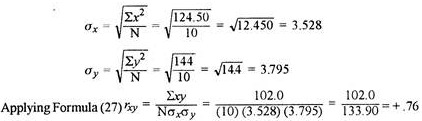 σx = √Σx²/N = √124.50/10 = √12.450 = 3.528
σy = √Σy²/N = √144/10 = √14.4 = 3.795
Applying Formula (27) rxy = Σxy/Nσxσy = 102.0/(10) (3.528) (3.795) = 102.0/133.90 = + .76